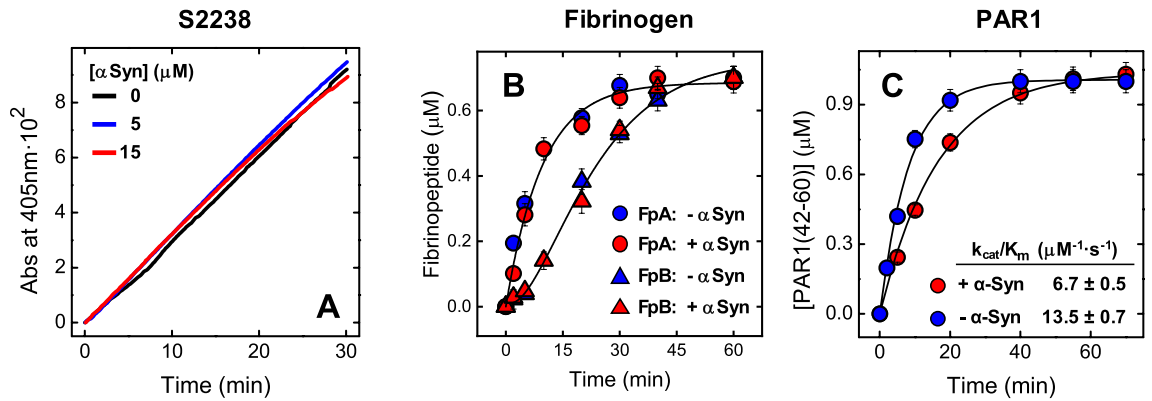 S2238
Fibrinogen
PAR1
[αSyn] (μM)
0
5
15
A
Abs at 405nm·10²
0
2
4
6
8
0
10
20
30
Time (min)
B
Fibrinopeptide (μM)
0.0
0.2
0.4
0.6
FpA: - αSyn
FpA: + αSyn
FpB: - αSyn
FpB: + αSyn
0
15
30
45
60
Time (min)
C
[PAR1(42-60)] (μM)
0.0
0.3
0.6
0.9
kcat/Km (μM⁻¹·s⁻¹)
+ α-Syn 6.7 ± 0.5
- α-Syn 13.5 ± 0.7
0
20
40
60
Time (min)